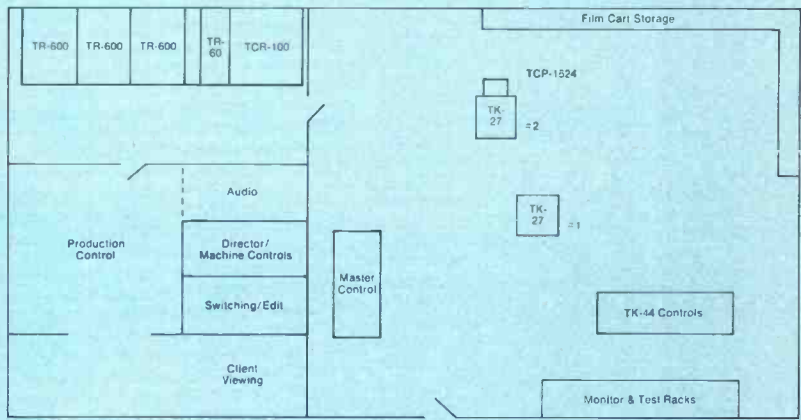 Film Cart Storage
TR-600
TR-600
TR-600
TR-
60
TCR-100
TCP-1624
TK-
27
=2
TK-
27
=1
Audio
Production
Control
Director/
Machine Controls
Master
Control
Switching/Edit
TK-44 Controls
Client
Viewing
Monitor & Test Racks